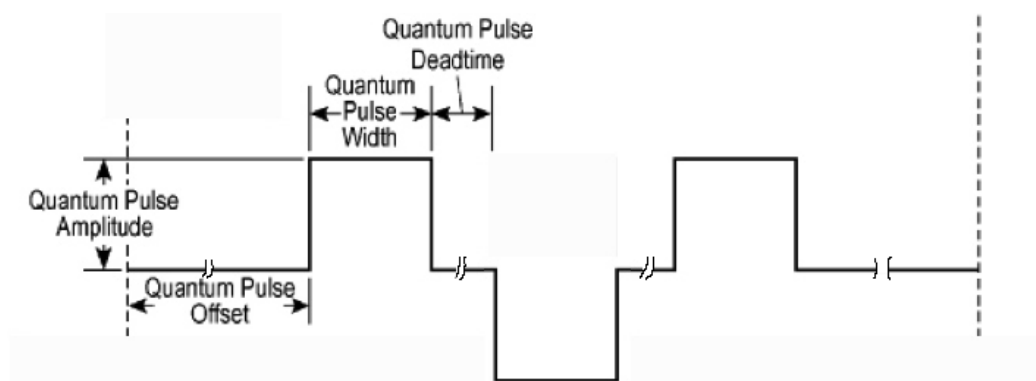 Quantum Pulse
Deadtime
Quantum
Pulse
Width
Quantum Pulse
Amplitude
Quantum Pulse
Offset